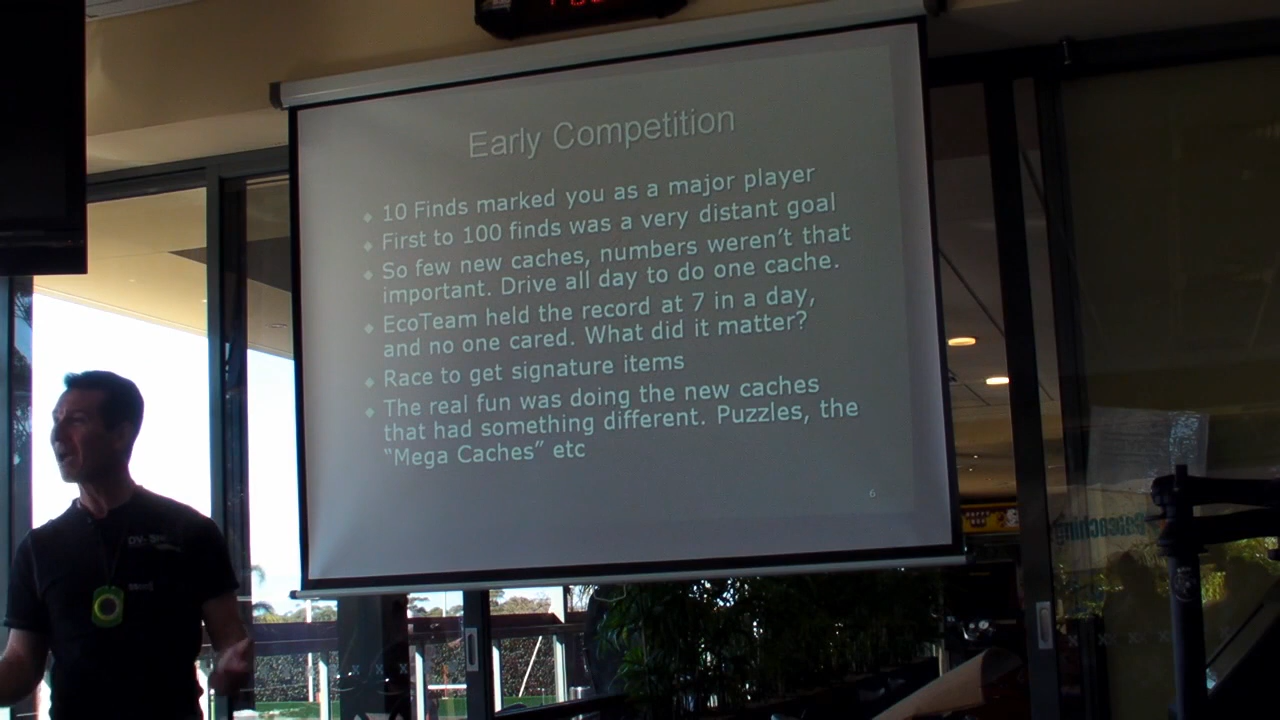 Early Competition
10 Finds marked you as a major player
First to 100 finds was a very distant goal
So few new caches, numbers weren't that
important. Drive all day to do one cache.
EcoTeam held the record at 7 in a day,
and no one cared. What did it matter?
Race to get signature items
The real fun was doing the new caches
that had something different. Puzzles, the
“Mega Caches” etc
6